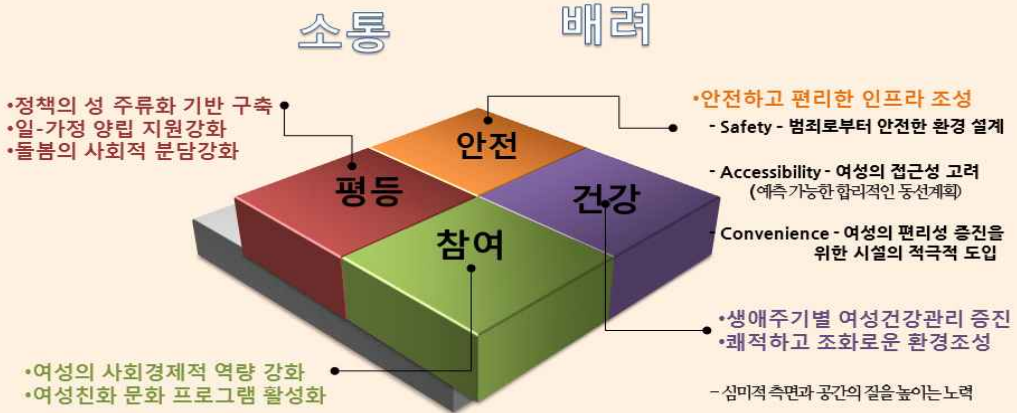 소통
배려
•정책의 성 주류화 기반 구축
•일-가정 양립 지원강화
•돌봄의 사회적 분담강화
안전
평등
건강
참여
•안전하고 편리한 인프라 조성
- Safety - 범죄로부터 안전한 환경 설계
- Accessibility - 여성의 접근성 고려
(예측 가능한 합리적인 동선계획)
- Convenience - 여성의 편리성 증진을
위한 시설의 적극적 도입
•생애주기별 여성건강관리 증진
•쾌적하고 조화로운 환경조성
- 심미적 측면과 공간의 질을 높이는 노력
•여성의 사회경제적 역량 강화
•여성친화 문화 프로그램 활성화